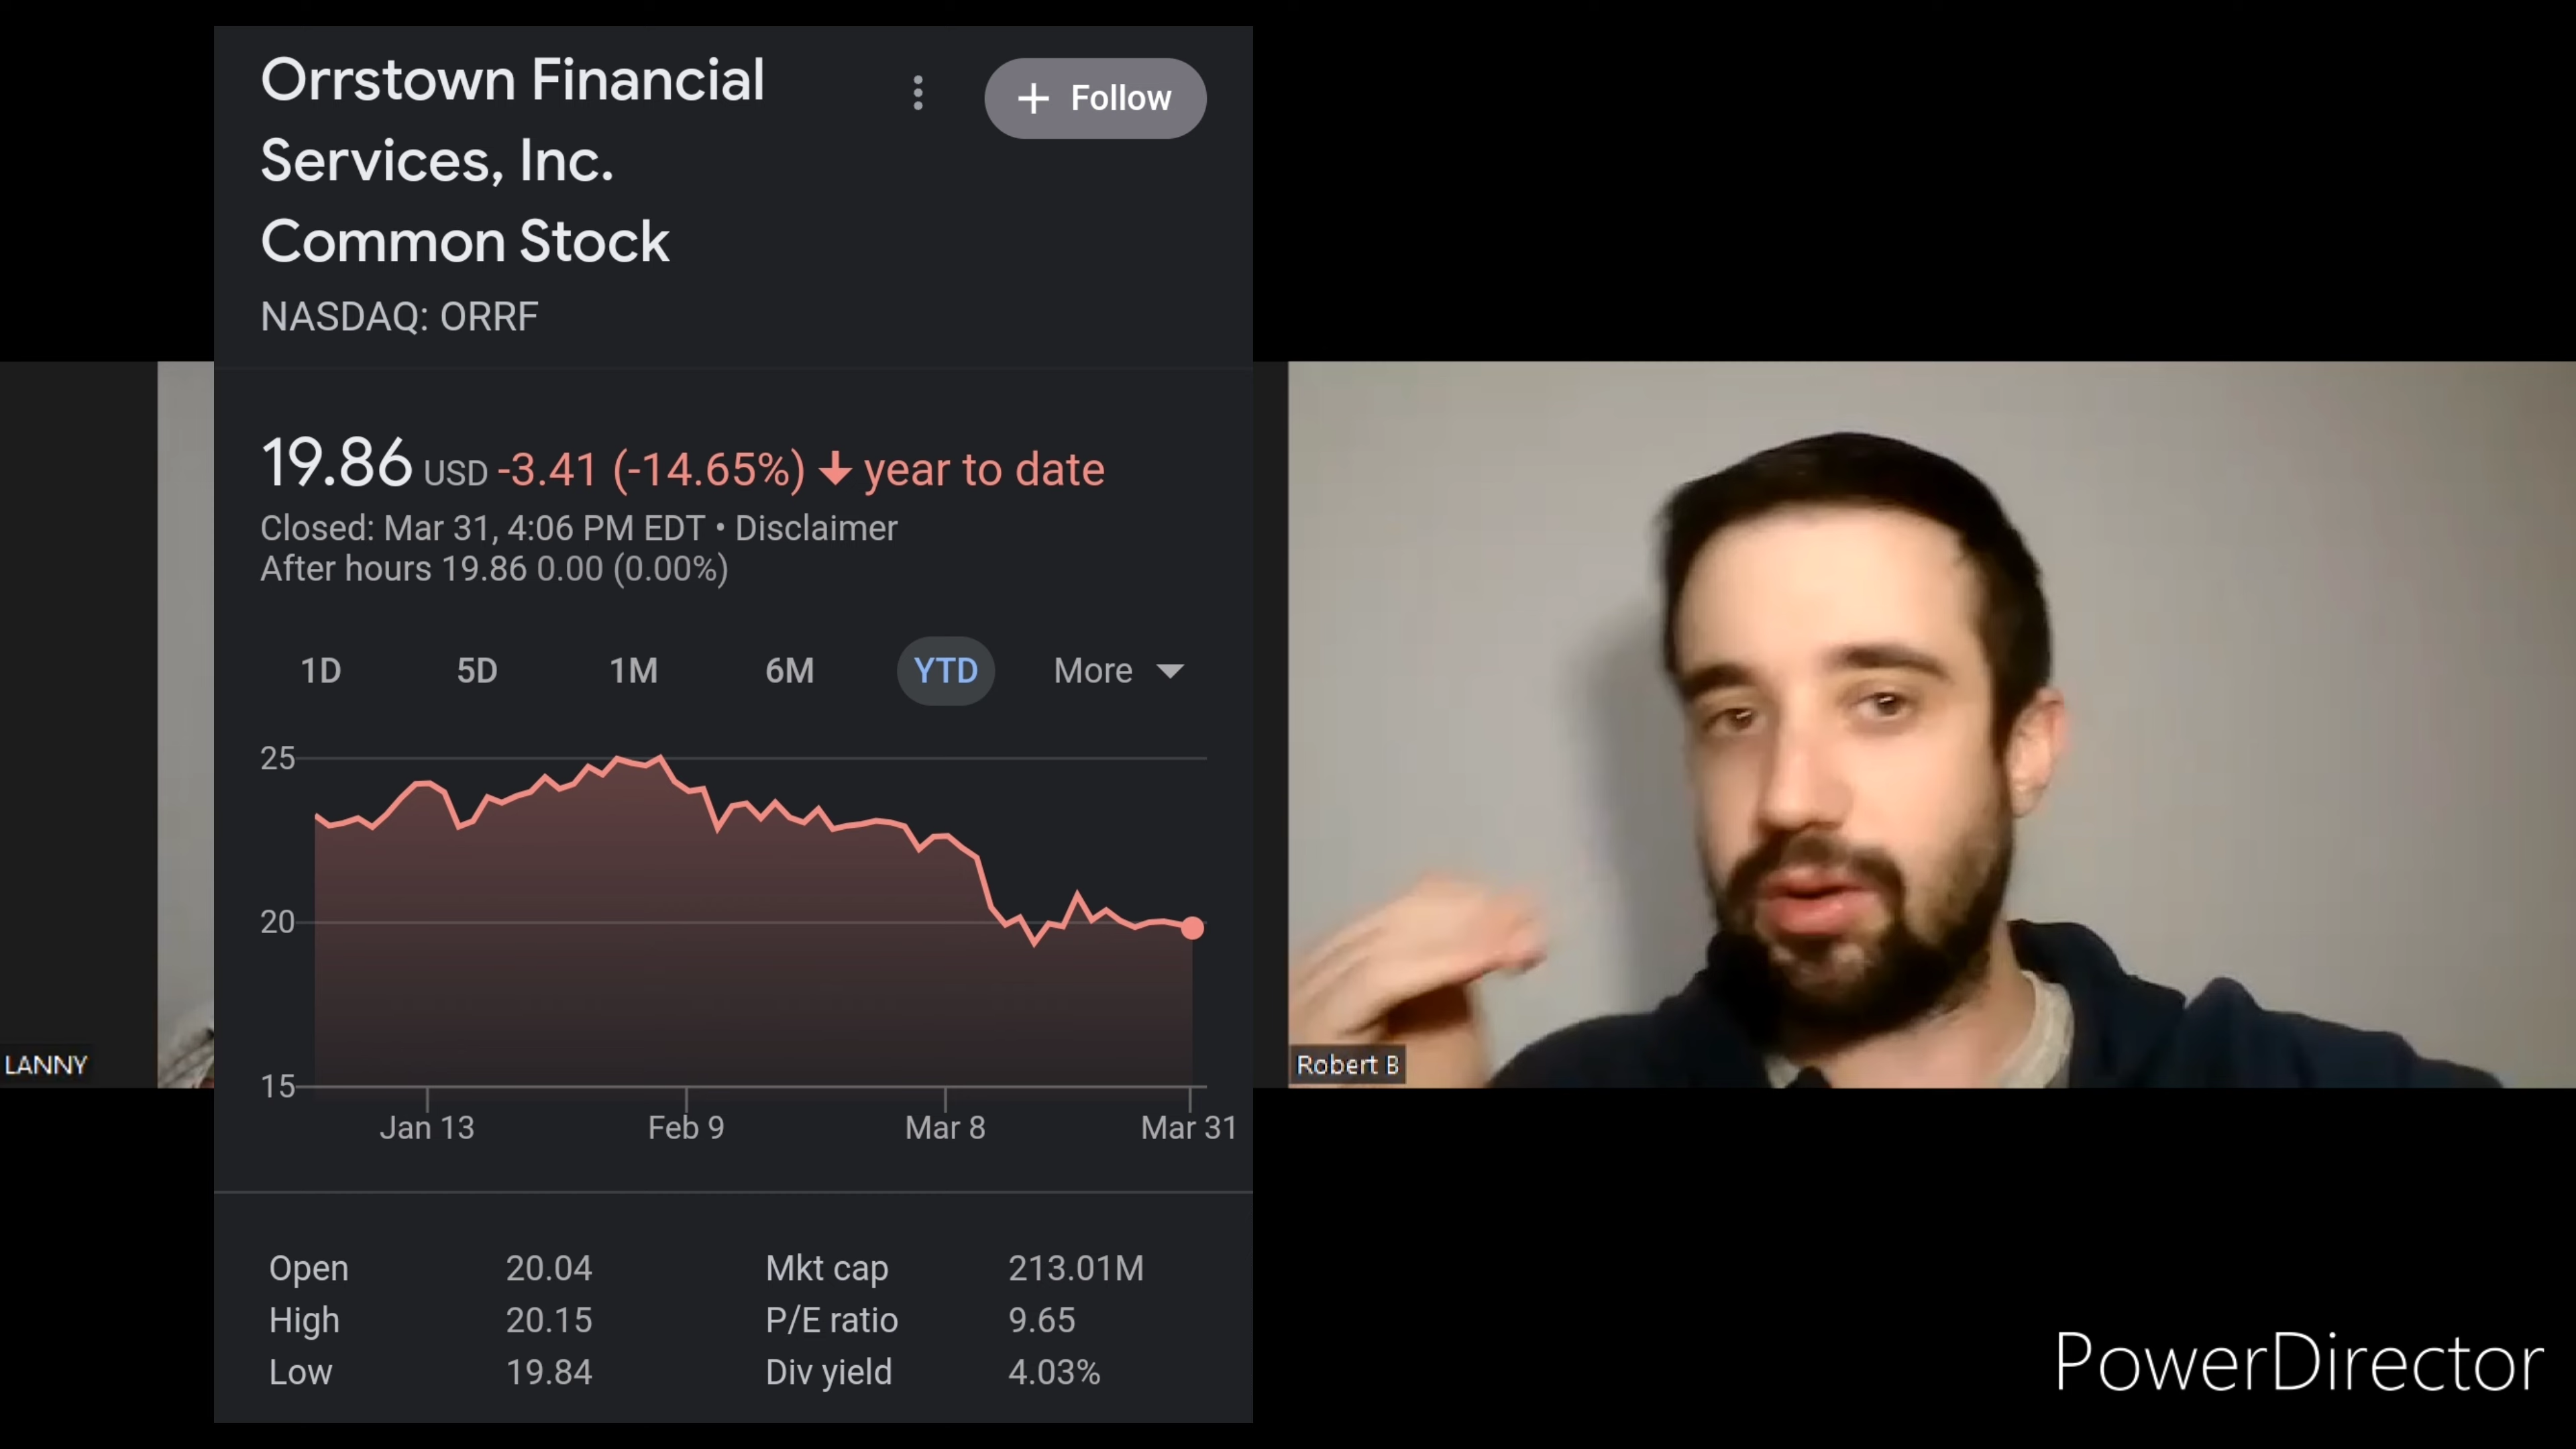 Orrstown Financial
Services, Inc.
Common Stock
+ Follow
NASDAQ: ORRF
19.86 USD -3.41 (-14.65%) ↓ year to date
Closed: Mar 31, 4:06 PM EDT • Disclaimer
After hours 19.86 0.00 (0.00%)
1D 5D 1M 6M YTD More
25
20
15
Jan 13 Feb 9 Mar 8 Mar 31
Open 20.04 Mkt cap 213.01M
High 20.15 P/E ratio 9.65
Low 19.84 Div yield 4.03%
LANNY
Robert B
PowerDirector